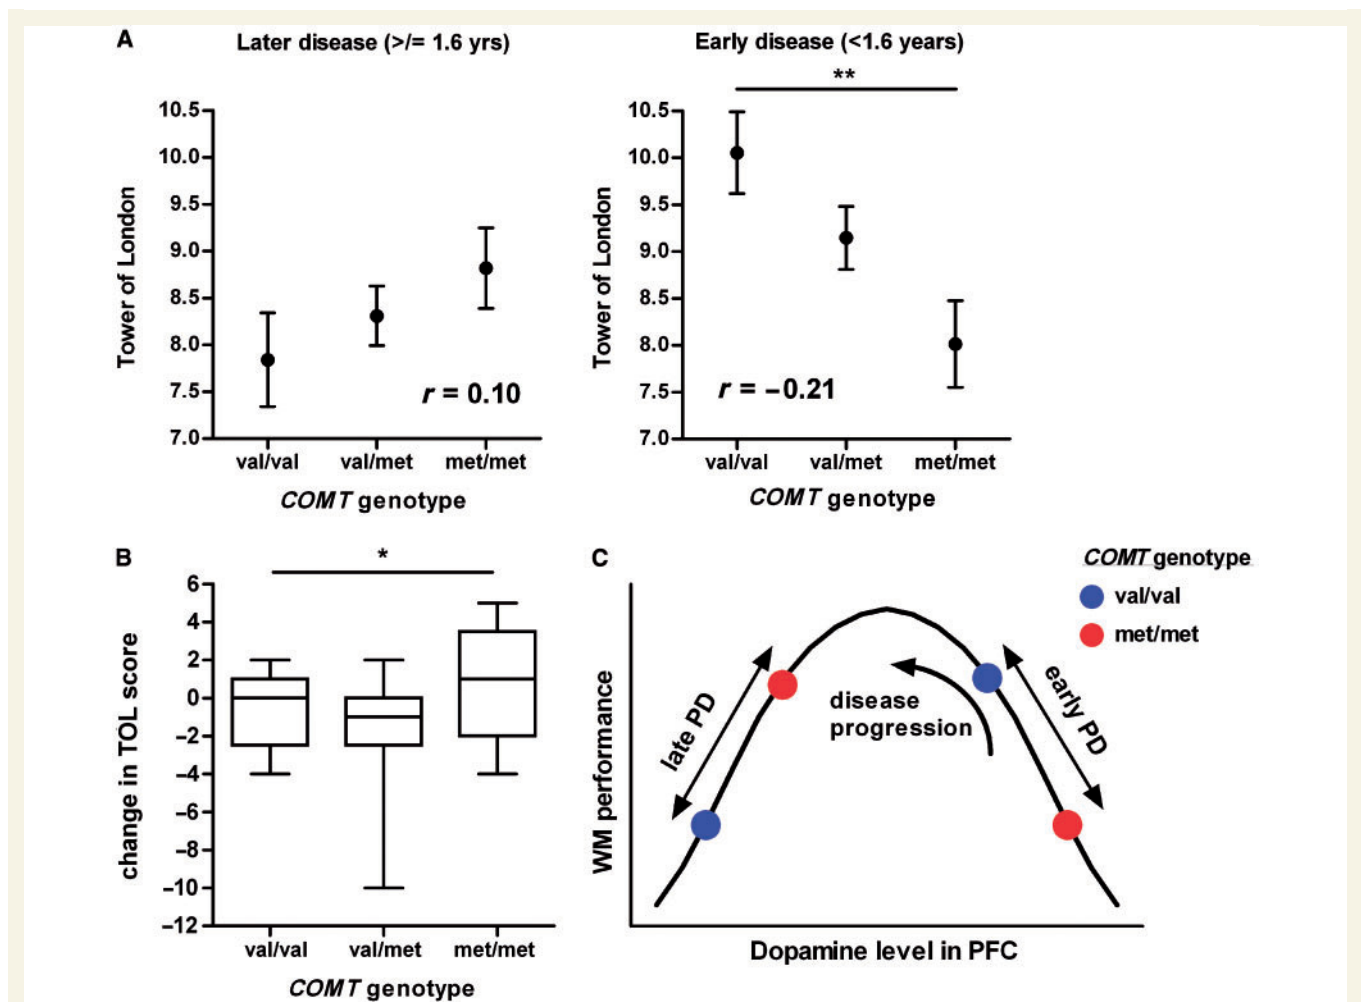 A
Later disease (>/= 1.6 yrs)
Tower of London
10.5
10.0
9.5
9.0
8.5
8.0
7.5
7.0
r = 0.10
val/val val/met met/met
COMT genotype
Early disease (<1.6 years)
**
Tower of London
10.5
10.0
9.5
9.0
8.5
8.0
7.5
7.0
r = −0.21
val/val val/met met/met
COMT genotype
B
*
change in TOL score
6
4
2
0
−2
−4
−6
−8
−10
−12
val/val val/met met/met
COMT genotype
C
COMT genotype
val/val
met/met
WM performance
late PD
disease
progression
early PD
Dopamine level in PFC